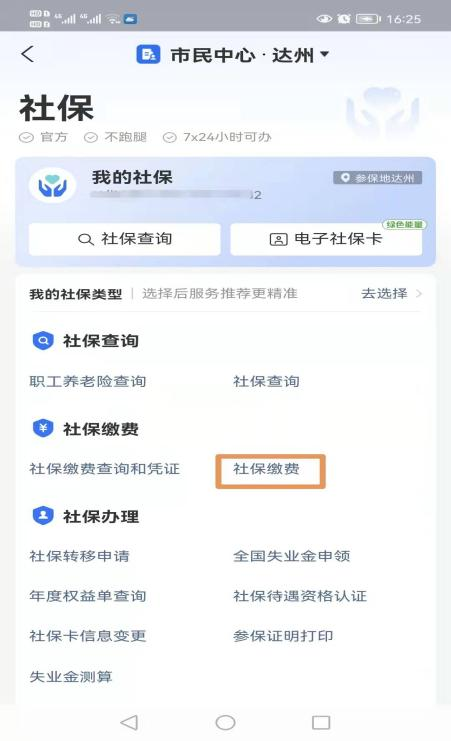 16:25
市民中心·达州
社保
官方 不跑腿 7x24小时可办
我的社保
参保地达州
2
社保查询
电子社保卡
绿色能量
我的社保类型 | 选择后服务推荐更精准 去选择
社保查询
职工养老险查询 社保查询
社保缴费
社保缴费查询和凭证 社保缴费
社保办理
社保转移申请 全国失业金申领
年度权益单查询 社保待遇资格认证
社保卡信息变更 参保证明打印
失业金测算